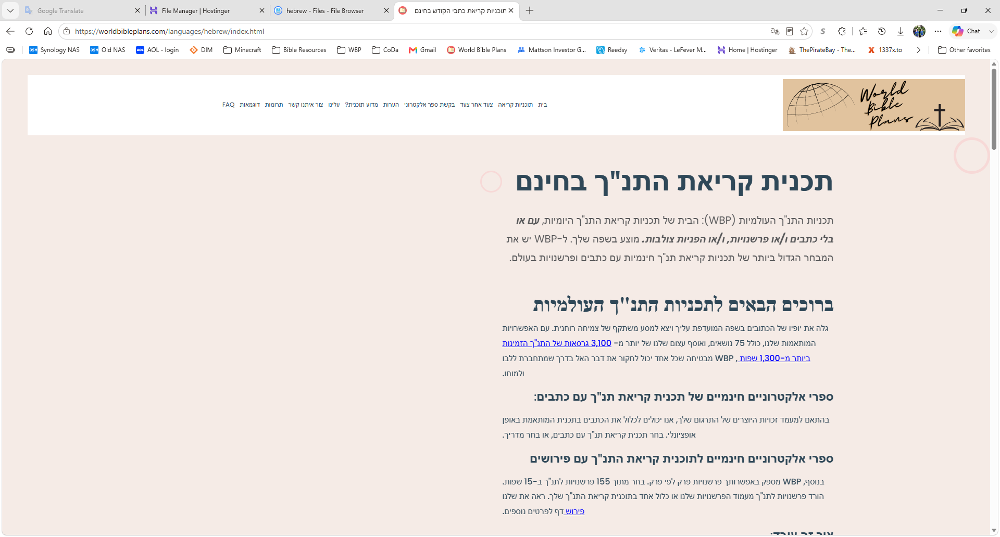 Google Translate
File Manager | Hostinger
hebrew - Files - File Browser
תוכניות קריאת כתבי הקודש בחינם
https://worldbibleplans.com/languages/hebrew/index.html
Chat
Synology NAS
Old NAS
AOL - login
DIM
Minecraft
Bible Resources
WBP
CoDa
Gmail
World Bible Plans
Mattson Investor G...
Reedsy
Veritas - LeFever M...
Home | Hostinger
ThePirateBay - The...
1337x.to
Other favorites
World
Bible
Plans
בית תוכניות קריאה צעד אחר צעד בקשת ספר אלקטרוני הערות מדוע תוכנית? עלינו צור איתנו קשר תרומות דוגמאות FAQ
תכנית קריאת התנ"ך בחינם
תכניות התנ"ך העולמיות (WBP): הבית של תכניות קריאת התנ"ך היומיות, עם או
בלי כתבים ו/או פרשנויות, ו/או הפניות צולבות. מוצע בשפה שלך. ל-WBP יש את
המבחר הגדול ביותר של תכניות קריאת תנ"ך חינמיות עם כתבים ופרשנויות בעולם.
ברוכים הבאים לתכניות התנ"ך העולמיות
גלה את יופיו של הכתובים בשפה המועדפת עליך ויצא למסע משתקף של צמיחה רוחנית. עם האפשרויות
המותאמות שלנו, כולל 75 נושאים, ואוסף עצום שלנו של יותר מ- 3,100 גרסאות של התנ"ך הזמינות
ביותר מ-1,300 שפות , WBP מבטיחה שכל אחד יכול לחקור את דבר האל בדרך שמתחברת ללבו
ולמוחו.
ספרי אלקטרוניים חינמיים של תכנית קריאת תנ"ך עם כתבים:
בהתאם למעמד זכויות היוצרים של התרגום שלך, אנו יכולים לכלול את הכתבים בתכנית המותאמת באופן
אופציונלי. בחר תכנית קריאת תנ"ך עם כתבים, או בחר מדריך.
ספרי אלקטרוניים חינמיים לתוכנית קריאת התנ"ך עם פירושים
בנוסף, WBP מספק באפשרותך פרשנויות פרק לפי פרק. בחר מתוך 155 פרשנויות לתנ"ך ב-15 שפות.
הורד פרשנויות לתנ"ך מעמוד הפרשנויות שלנו או כלול אחד בתוכנית קריאת התנ"ך שלך. ראה את שלנו
פירוש דף לפרטים נוספים.
איך זה עובד: